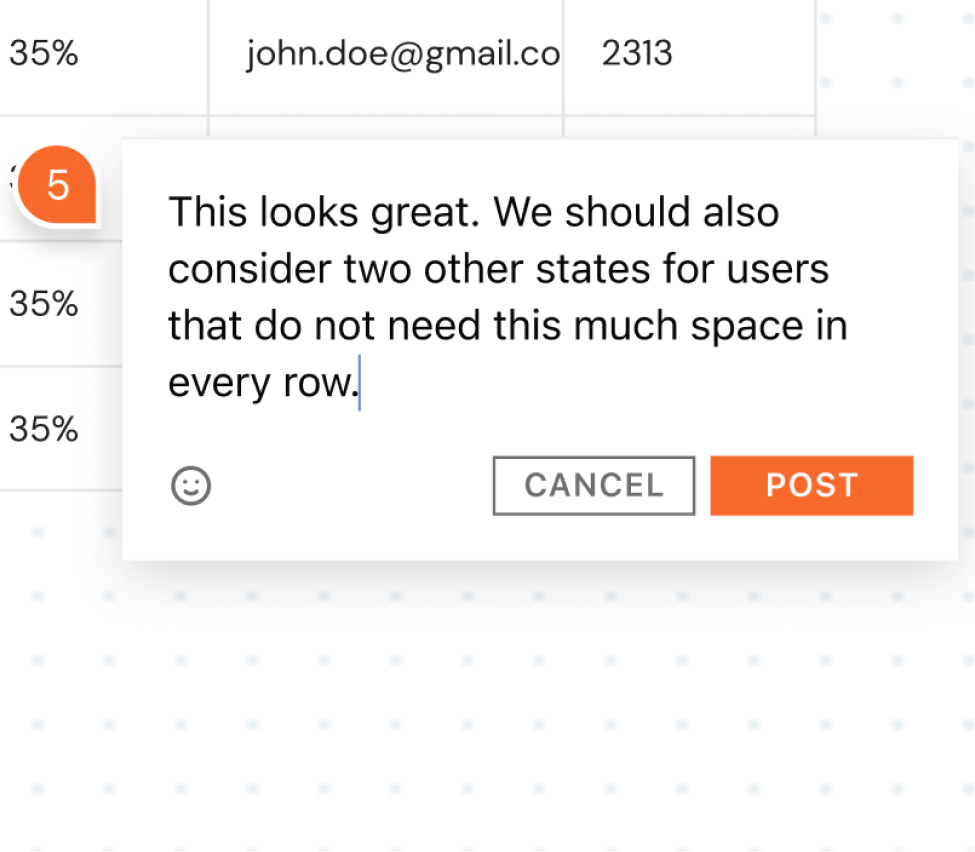 35% john.doe@gmail.co 2313
5
This looks great. We should also
consider two other states for users
that do not need this much space in
every row.
35%
35%
CANCEL POST